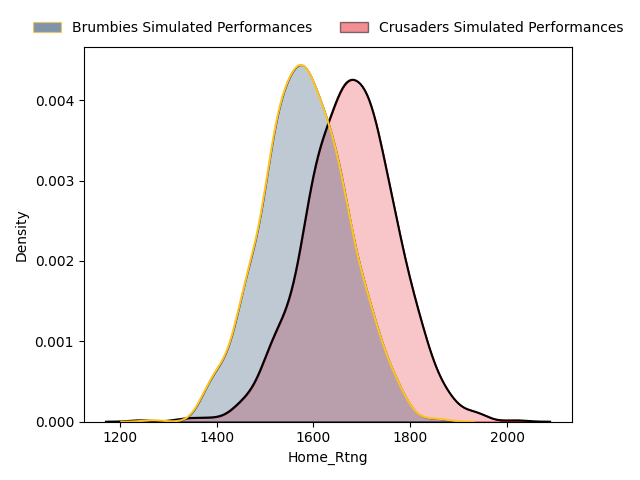 Brumbies Simulated Performances Crusaders Simulated Performances
0.004
0.003
0.002
0.001
0.000
Density
1200 1400 1600 1800 2000
Home_Rtng